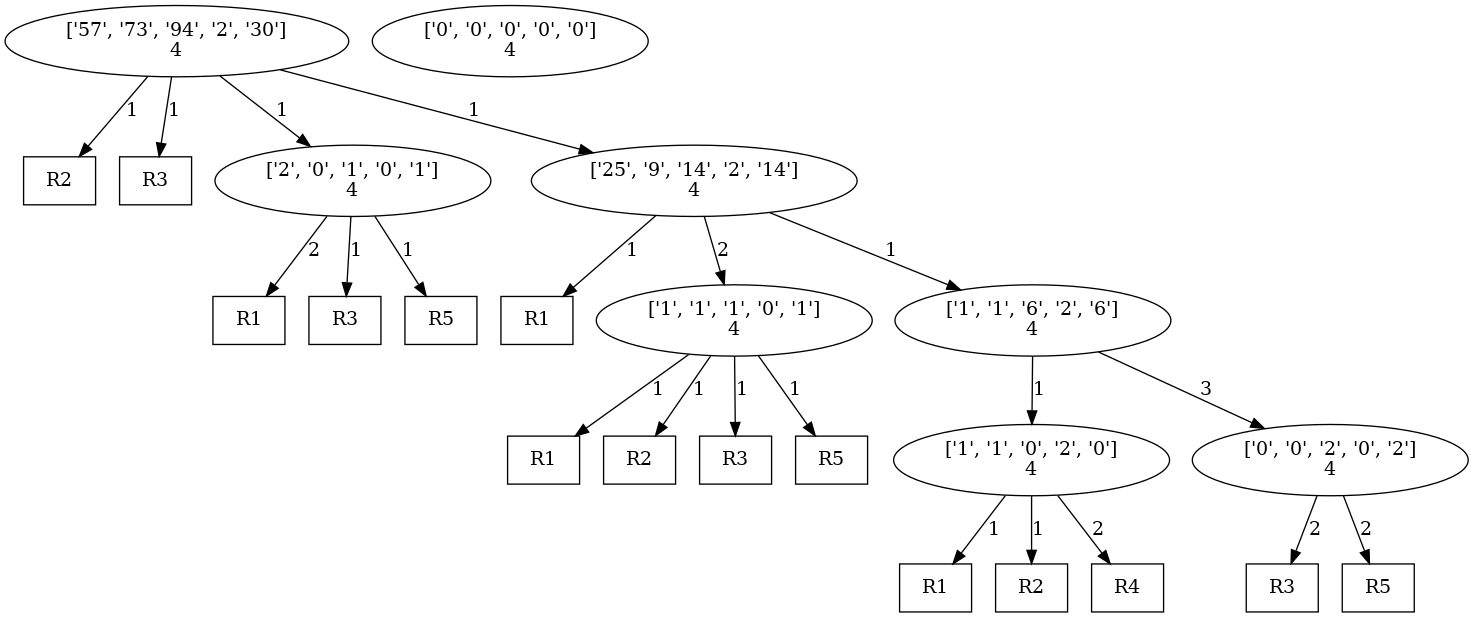 ['57', '73', '94', '2', '30']
4
['0', '0', '0', '0', '0']
4
1
1
1
1
R2
R3
['2', '0', '1', '0', '1']
4
['25', '9', '14', '2', '14']
4
2
1
1
1
2
1
R1
R3
R5
R1
['1', '1', '1', '0', '1']
4
['1', '1', '6', '2', '6']
4
1
1
1
1
1
3
R1
R2
R3
R5
['1', '1', '0', '2', '0']
4
['0', '0', '2', '0', '2']
4
1
1
2
2
2
R1
R2
R4
R3
R5